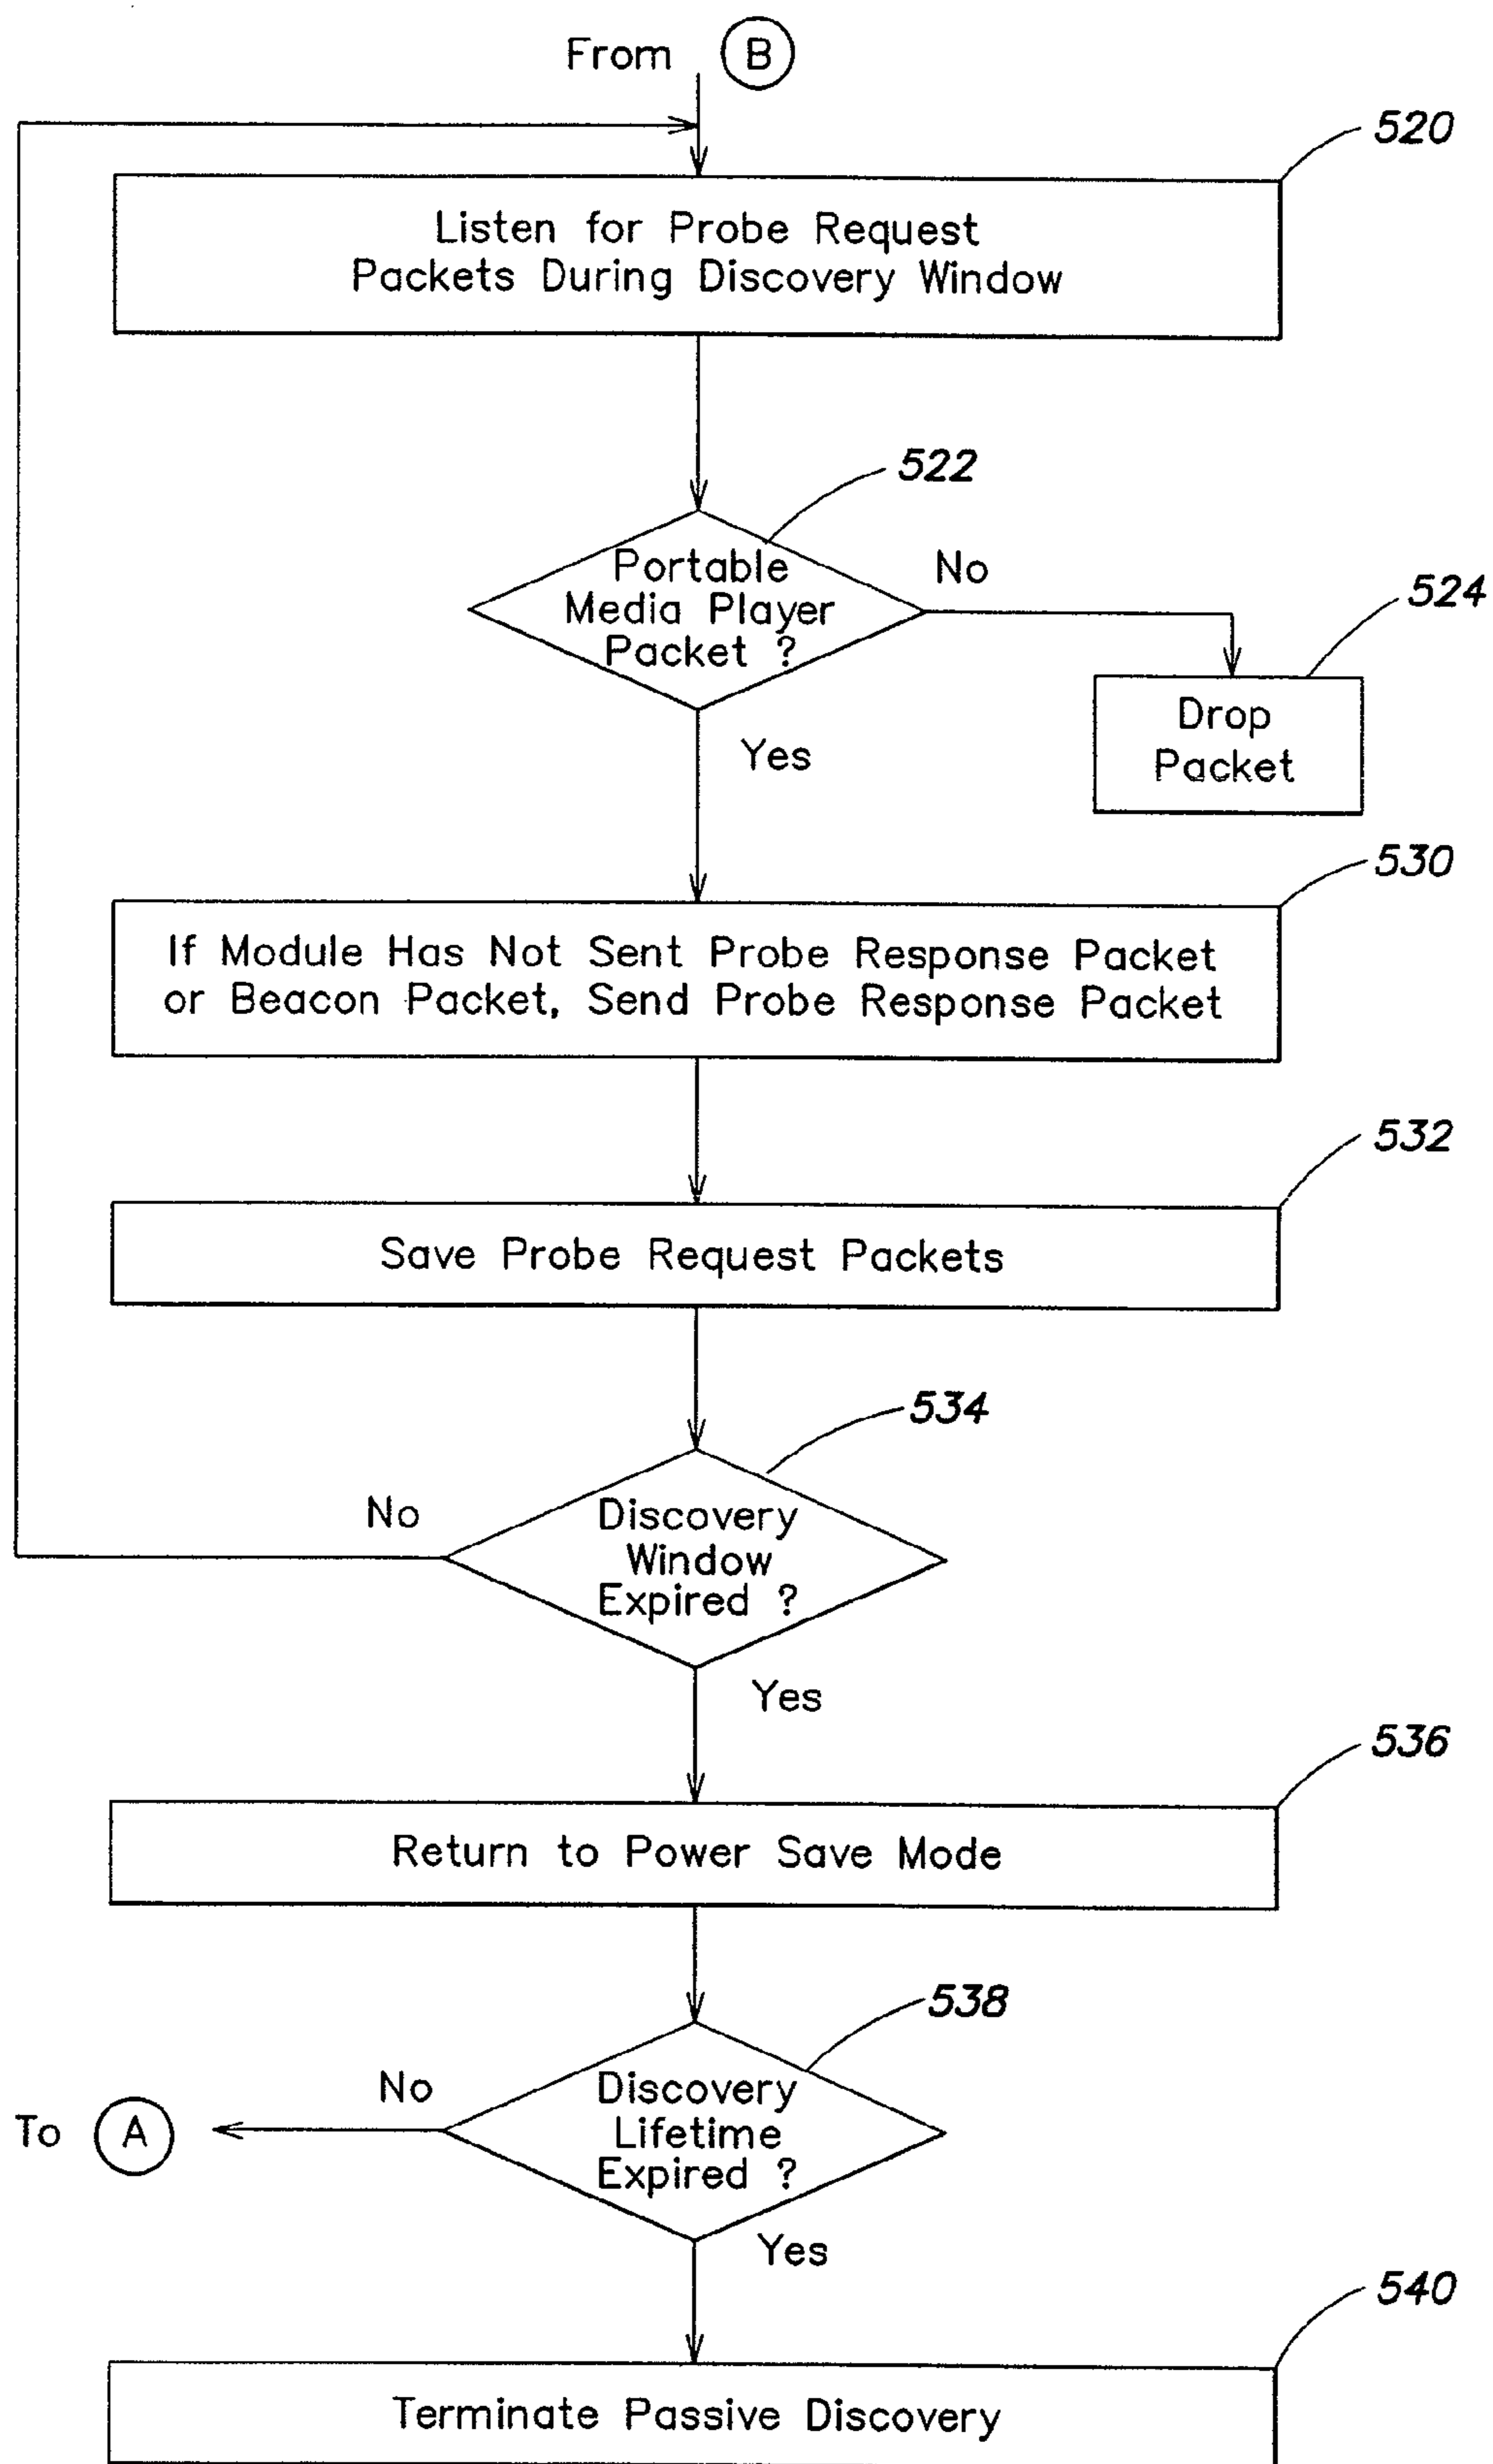 From B
520
Listen for Probe Request
Packets During Discovery Window
522
Portable
Media Player
Packet ?
No
524
Drop
Packet
Yes
530
If Module Has Not Sent Probe Response Packet
or Beacon Packet, Send Probe Response Packet
532
Save Probe Request Packets
534
No
Discovery
Window
Expired ?
Yes
536
Return to Power Save Mode
538
No
Discovery
Lifetime
Expired ?
To A
Yes
540
Terminate Passive Discovery